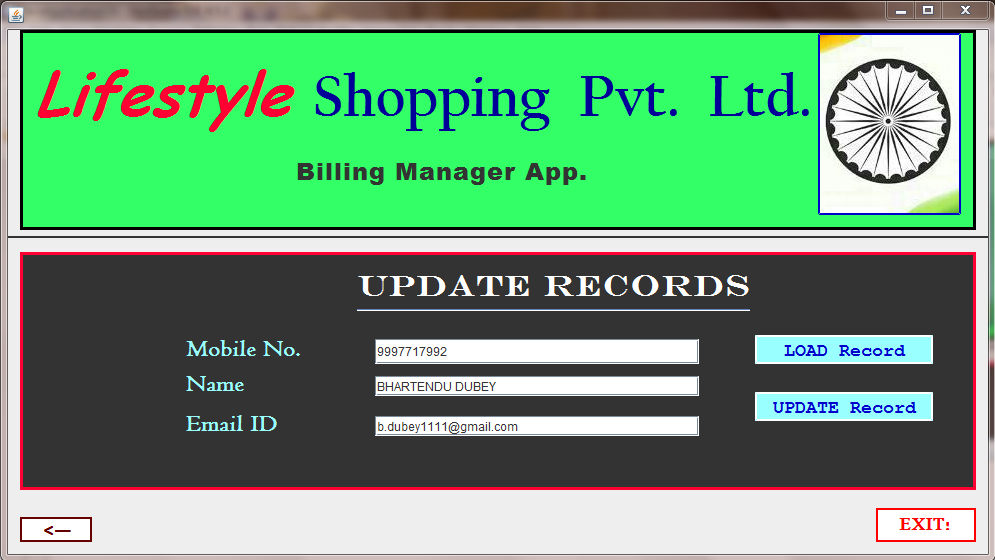 Lifestyle Shopping Pvt. Ltd.
Billing Manager App.
UPDATE RECORDS
Mobile No. 9997717992 LOAD Record
Name BHARTENDU DUBEY
UPDATE Record
Email ID b.dubey1111@gmail.com
<— EXIT: